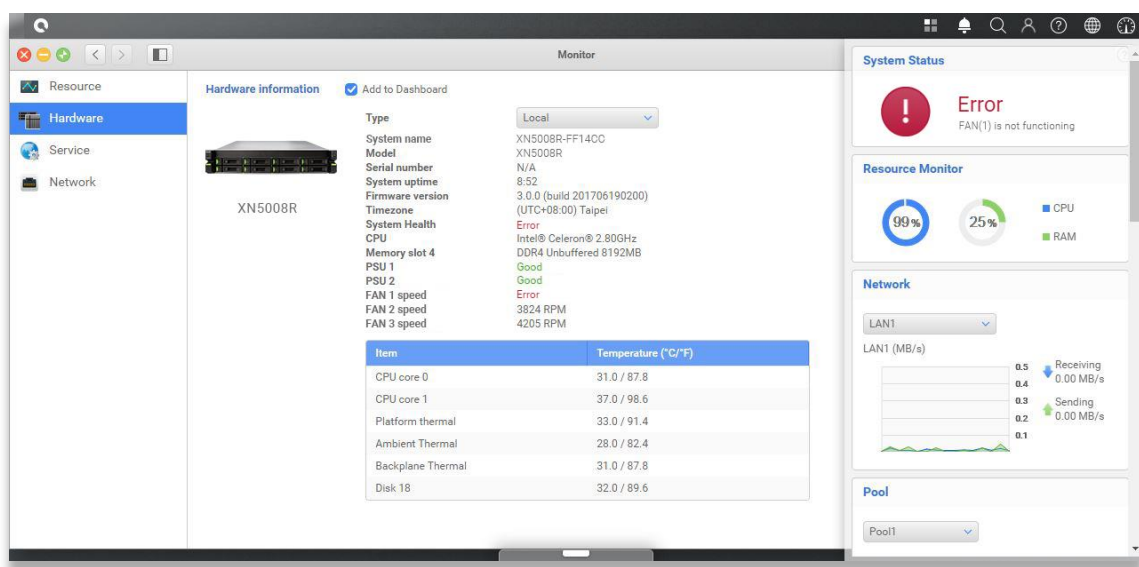 Monitor
Resource
Hardware
Service
Network
Hardware information
Add to Dashboard
XN5008R
Type Local
System name XN5008R-FF14CC
Model XN5008R
Serial number N/A
System uptime 8:52
Firmware version 3.0.0 (build 201706190200)
Timezone (UTC+08:00) Taipei
System Health Error
CPU Intel® Celeron® 2.80GHz
Memory slot 4 DDR4 Unbuffered 8192MB
PSU 1 Good
PSU 2 Good
FAN 1 speed Error
FAN 2 speed 3824 RPM
FAN 3 speed 4205 RPM
Item Temperature (°C/°F)
CPU core 0 31.0 / 87.8
CPU core 1 37.0 / 98.6
Platform thermal 33.0 / 91.4
Ambient Thermal 28.0 / 82.4
Backplane Thermal 31.0 / 87.8
Disk 18 32.0 / 89.6
System Status
Error
FAN(1) is not functioning
Resource Monitor
99%
25%
CPU
RAM
Network
LAN1
LAN1 (MB/s)
0.5
0.4
0.3
0.2
0.1
Receiving
0.00 MB/s
Sending
0.00 MB/s
Pool
Pool1